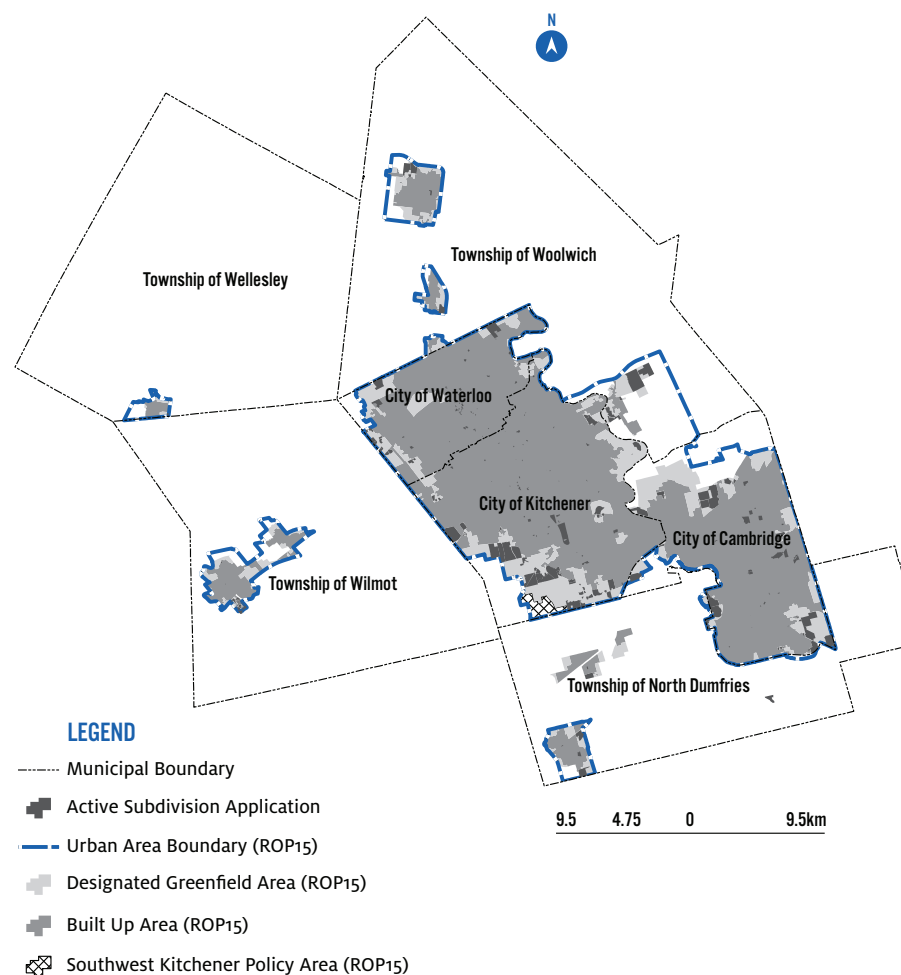 N
Township of Wellesley
Township of Woolwich
City of Waterloo
City of Kitchener
City of Cambridge
Township of Wilmot
Township of North Dumfries
LEGEND
Municipal Boundary
Active Subdivision Application
Urban Area Boundary (ROP15)
Designated Greenfield Area (ROP15)
Built Up Area (ROP15)
Southwest Kitchener Policy Area (ROP15)
9.5 4.75 0 9.5km